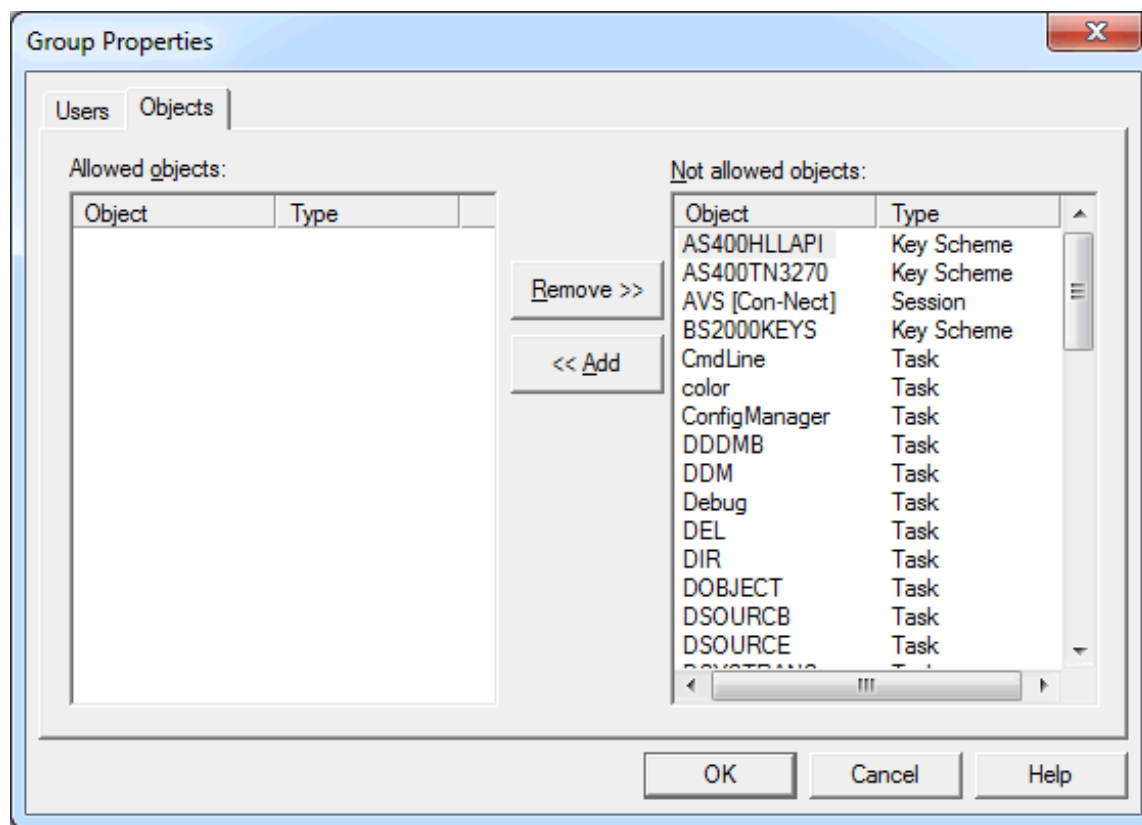 Group Properties
Users Objects
Allowed objects:
Object Type
Remove >>
<< Add
Not allowed objects:
Object Type
AS400HLLAPI Key Scheme
AS400TN3270 Key Scheme
AVS [Con-Nect] Session
BS2000KEYS Key Scheme
CmdLine Task
color Task
ConfigManager Task
DDDMB Task
DDM Task
Debug Task
DEL Task
DIR Task
DOBJECT Task
DSOURCB Task
DSOURCE Task
OK Cancel Help